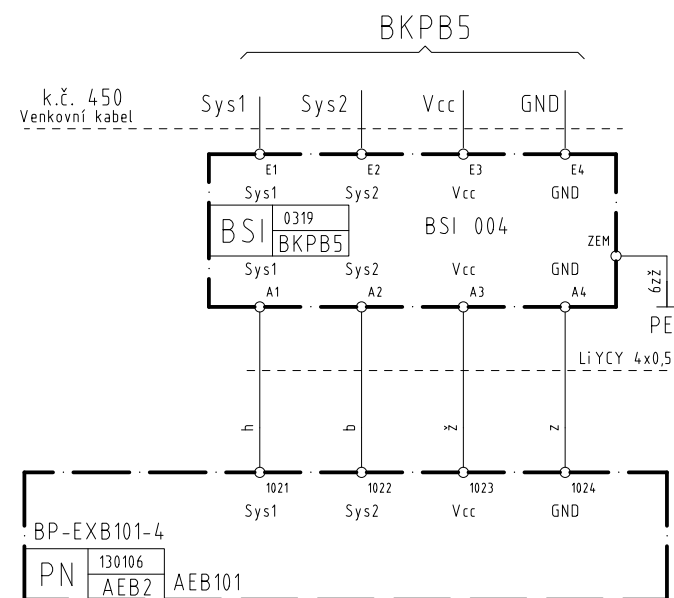 BKPB5
k.č. 450
Venkovní kabel
Sys1 Sys2 Vcc GND
E1 E2 E3 E4
Sys1 Sys2 Vcc GND
BSI 0319 BKPB5
BSI 004
ZEM
6zž
PE
Sys1 Sys2 Vcc GND
A1 A2 A3 A4
LiYCY 4x0,5
h b ž z
1021 1022 1023 1024
Sys1 Sys2 Vcc GND
BP-EXB101-4
PN 130106 AEB2 AEB101